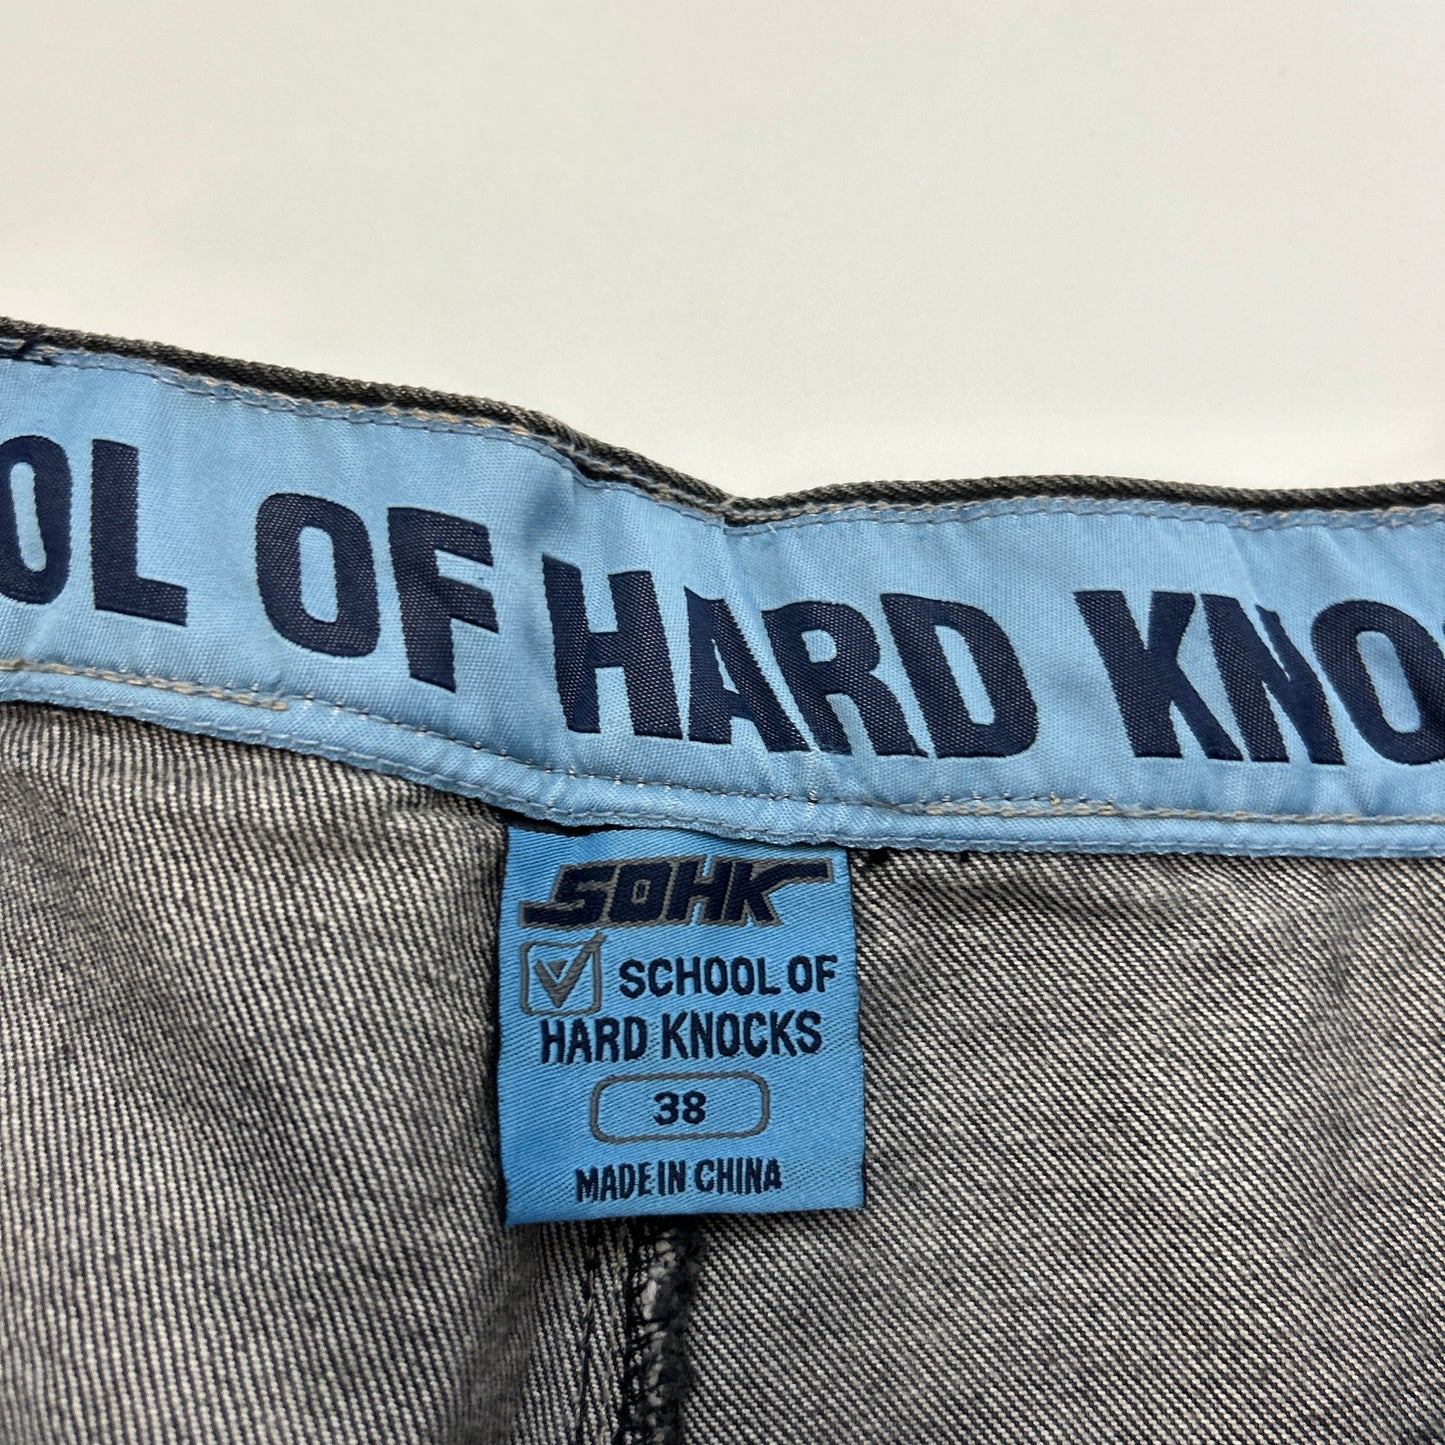 OL OF HARD KNO
SOHK
SCHOOL OF
HARD KNOCKS
38
MADE IN CHINA